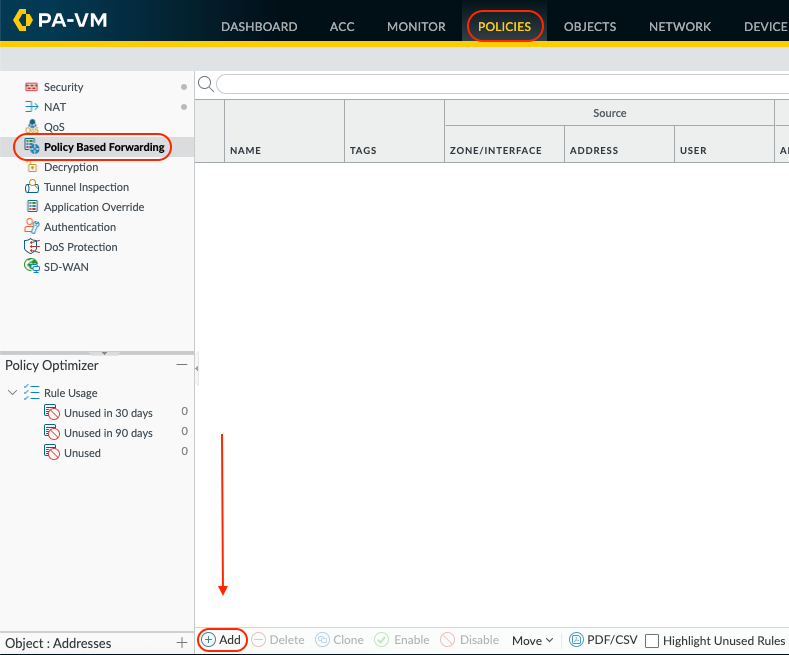 PA-VM
DASHBOARD ACC MONITOR POLICIES OBJECTS NETWORK DEVICE
Security
NAT
QoS
Policy Based Forwarding
Decryption
Tunnel Inspection
Application Override
Authentication
DoS Protection
SD-WAN
Source
NAME TAGS ZONE/INTERFACE ADDRESS USER
Policy Optimizer
Rule Usage
Unused in 30 days 0
Unused in 90 days 0
Unused 0
Object : Addresses
Add Delete Clone Enable Disable Move PDF/CSV Highlight Unused Rules